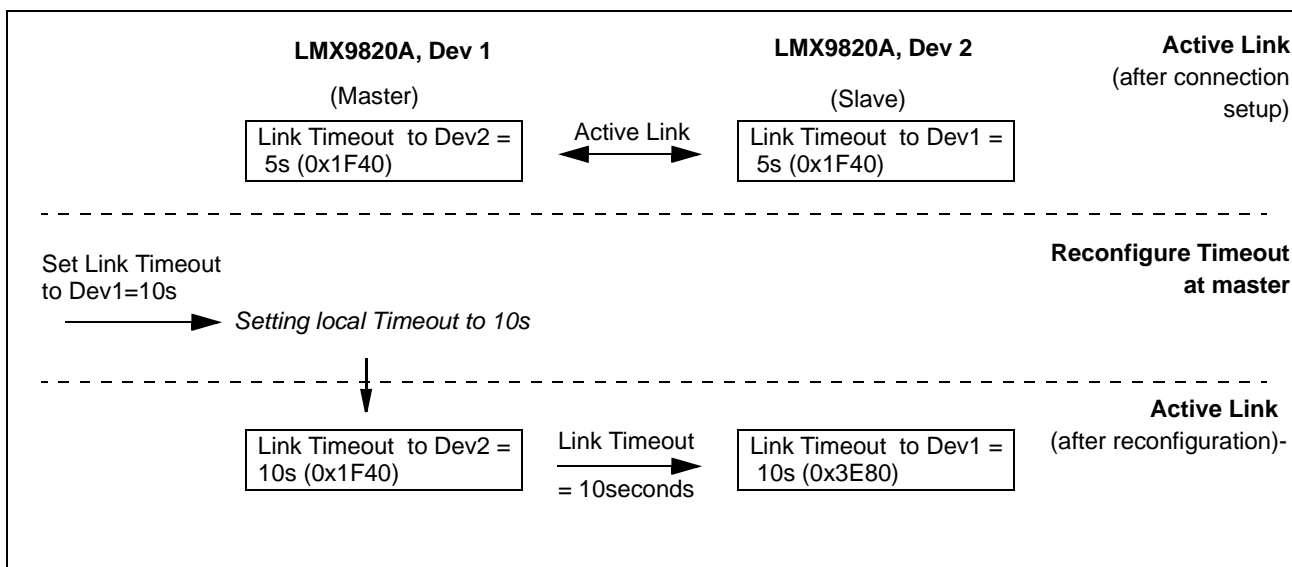 LMX9820A, Dev 1
LMX9820A, Dev 2
Active Link
(after connection
setup)
(Master)
(Slave)
Link Timeout to Dev2 =
5s (0x1F40)
Active Link
Link Timeout to Dev1 =
5s (0x1F40)
Reconfigure Timeout
at master
Set Link Timeout
to Dev1=10s
Setting local Timeout to 10s
Active Link
(after reconfiguration)-
Link Timeout to Dev2 =
10s (0x1F40)
Link Timeout
= 10seconds
Link Timeout to Dev1 =
10s (0x3E80)